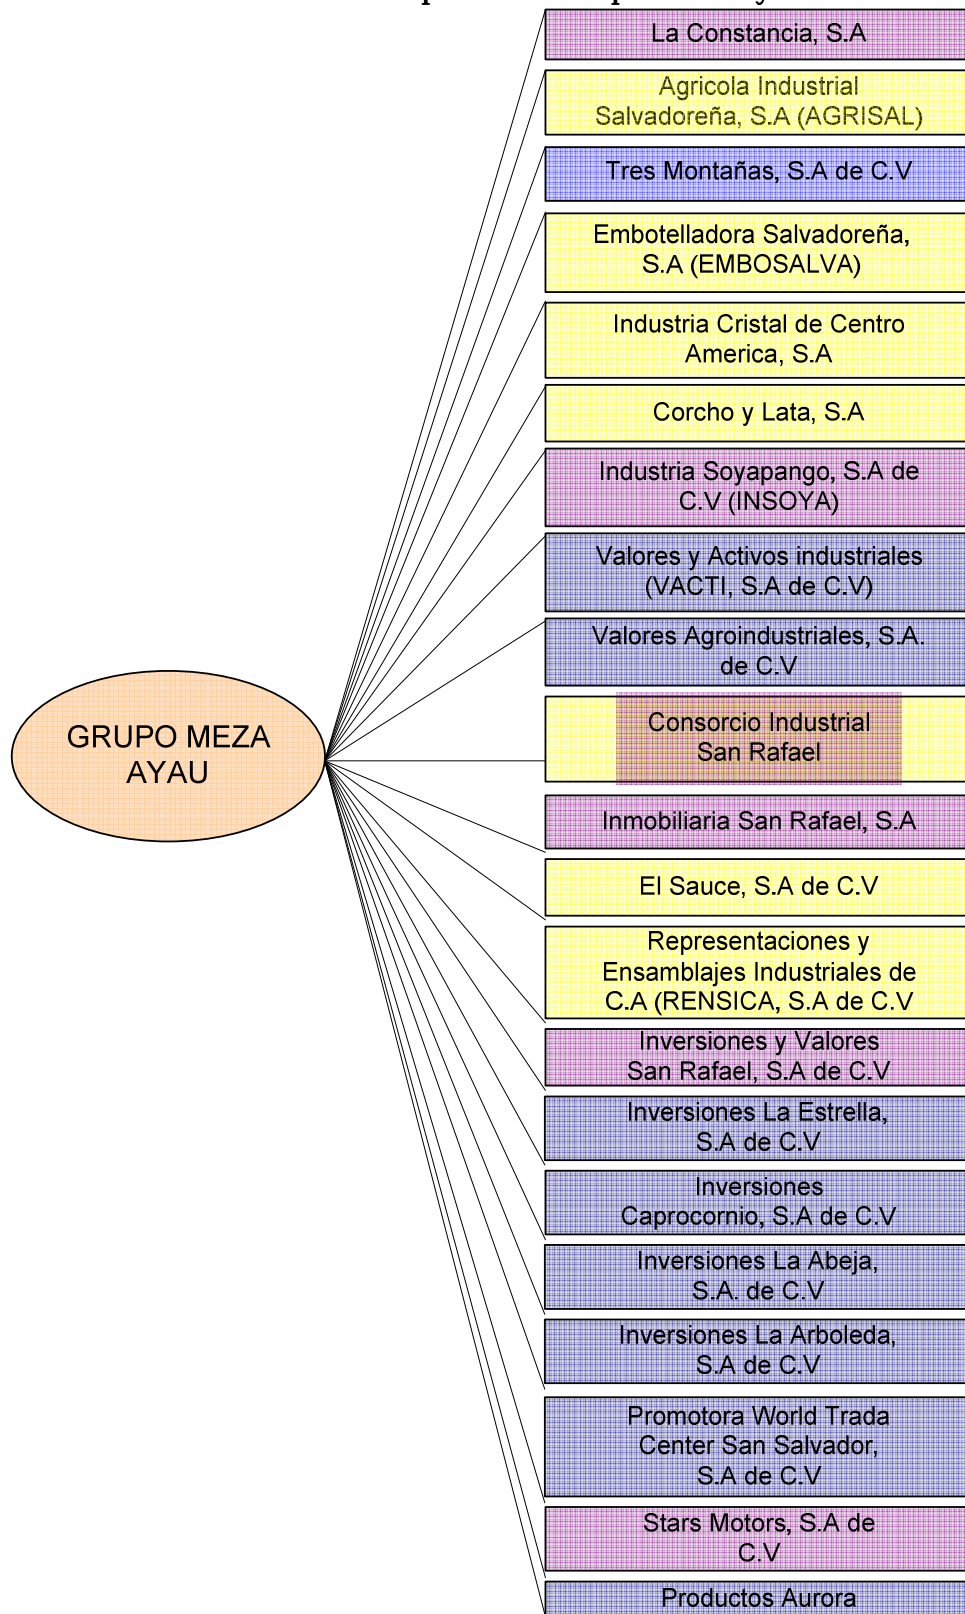 La Constancia, S.A
Agricola Industrial
Salvadoreña, S.A (AGRISAL)
Tres Montañas, S.A de C.V
Embotelladora Salvadoreña,
S.A (EMBOSALVA)
Industria Cristal de Centro
America, S.A
Corcho y Lata, S.A
Industria Soyapango, S.A de
C.V (INSOYA)
Valores y Activos industriales
(VACTI, S.A de C.V)
Valores Agroindustriales, S.A.
de C.V
GRUPO MEZA
AYAU
Consorcio Industrial
San Rafael
Inmobiliaria San Rafael, S.A
El Sauce, S.A de C.V
Representaciones y
Ensamblajes Industriales de
C.A (RENSICA, S.A de C.V
Inversiones y Valores
San Rafael, S.A de C.V
Inversiones La Estrella,
S.A de C.V
Inversiones
Caprocornio, S.A de C.V
Inversiones La Abeja,
S.A. de C.V
Inversiones La Arboleda,
S.A de C.V
Promotora World Trada
Center San Salvador,
S.A de C.V
Stars Motors, S.A de
C.V
Productos Aurora